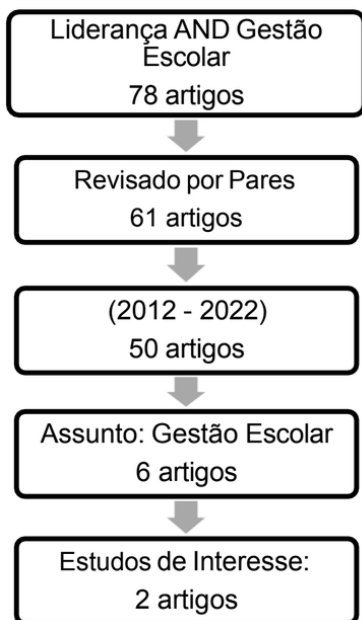 Liderança AND Gestão
Escolar
78 artigos
Revisado por Pares
61 artigos
(2012 - 2022)
50 artigos
Assunto: Gestão Escolar
6 artigos
Estudos de Interesse:
2 artigos